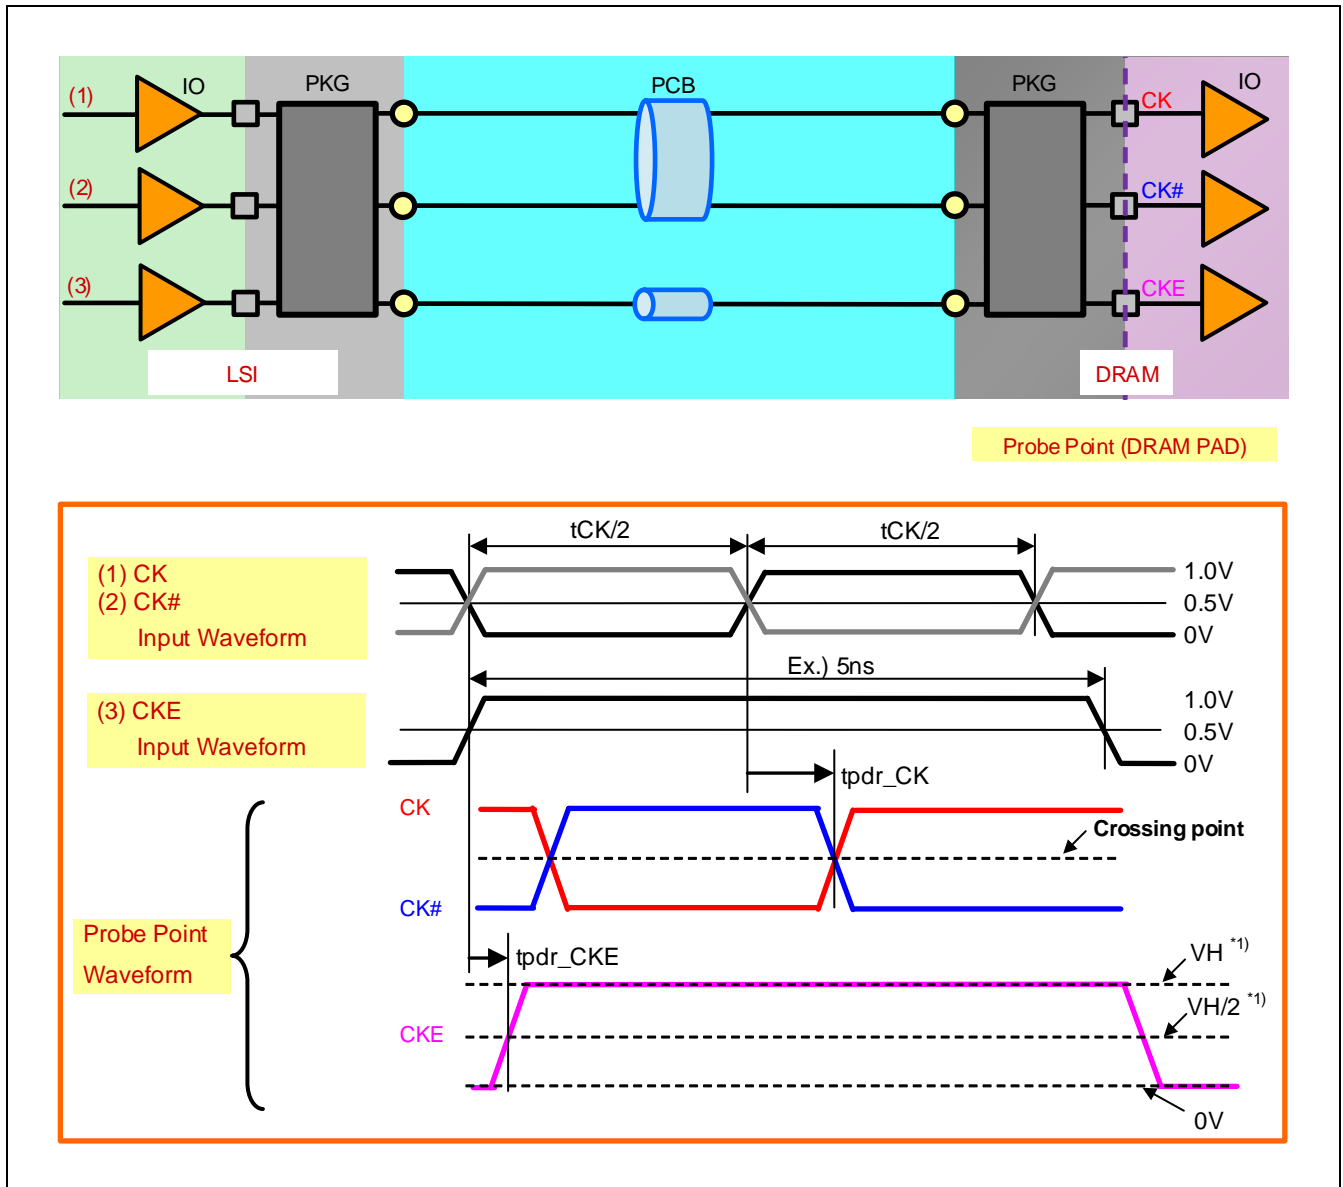 (1)
IO
PKG
PCB
PKG
CK
IO
(2)
CK#
(3)
CKE
LSI
DRAM
Probe Point (DRAM PAD)
tCK/2
tCK/2
(1) CK
(2) CK#
Input Waveform
1.0V
0.5V
0V
Ex.) 5ns
(3) CKE
Input Waveform
1.0V
0.5V
0V
tpdr_CK
CK
Crossing point
CK#
Probe Point
Waveform
tpdr_CKE
VH *1)
VH/2 *1)
CKE
0V